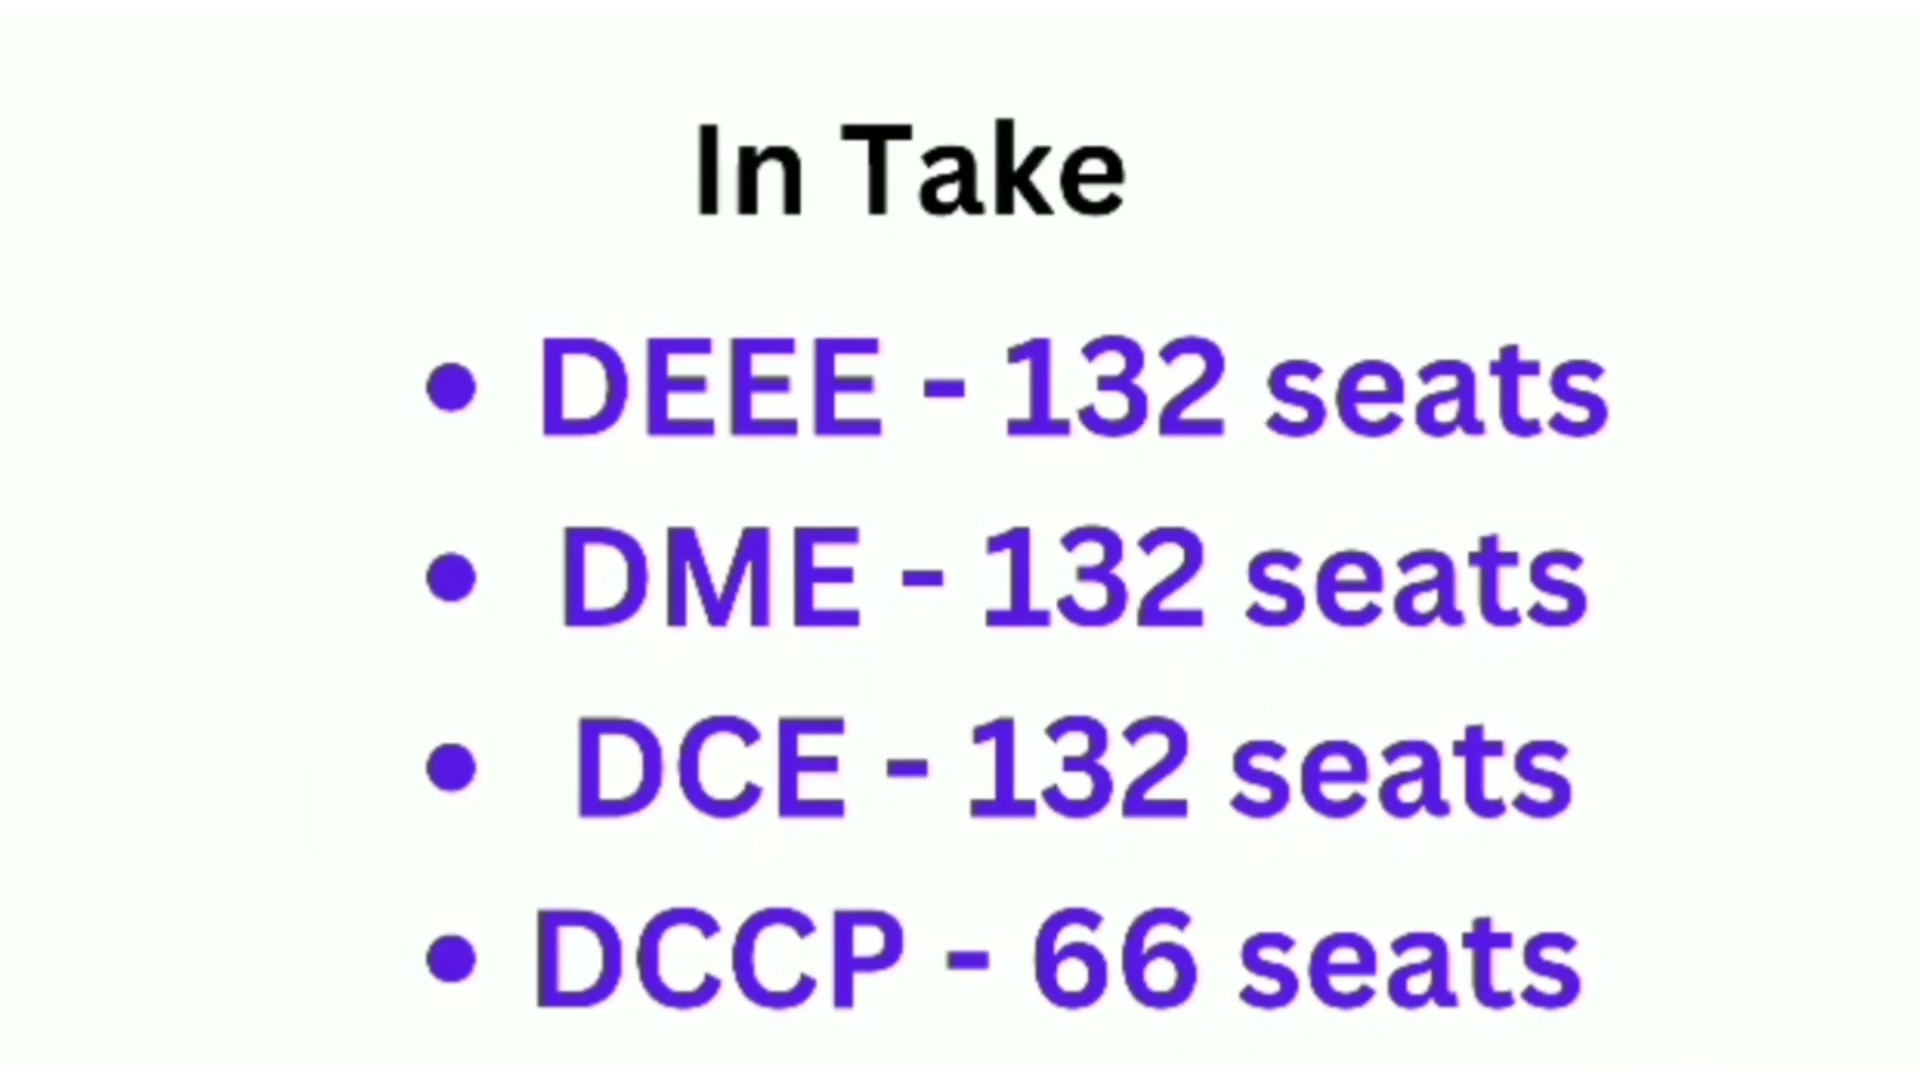 In Take
• DEEE - 132 seats
• DME - 132 seats
• DCE - 132 seats
• DCCP - 66 seats